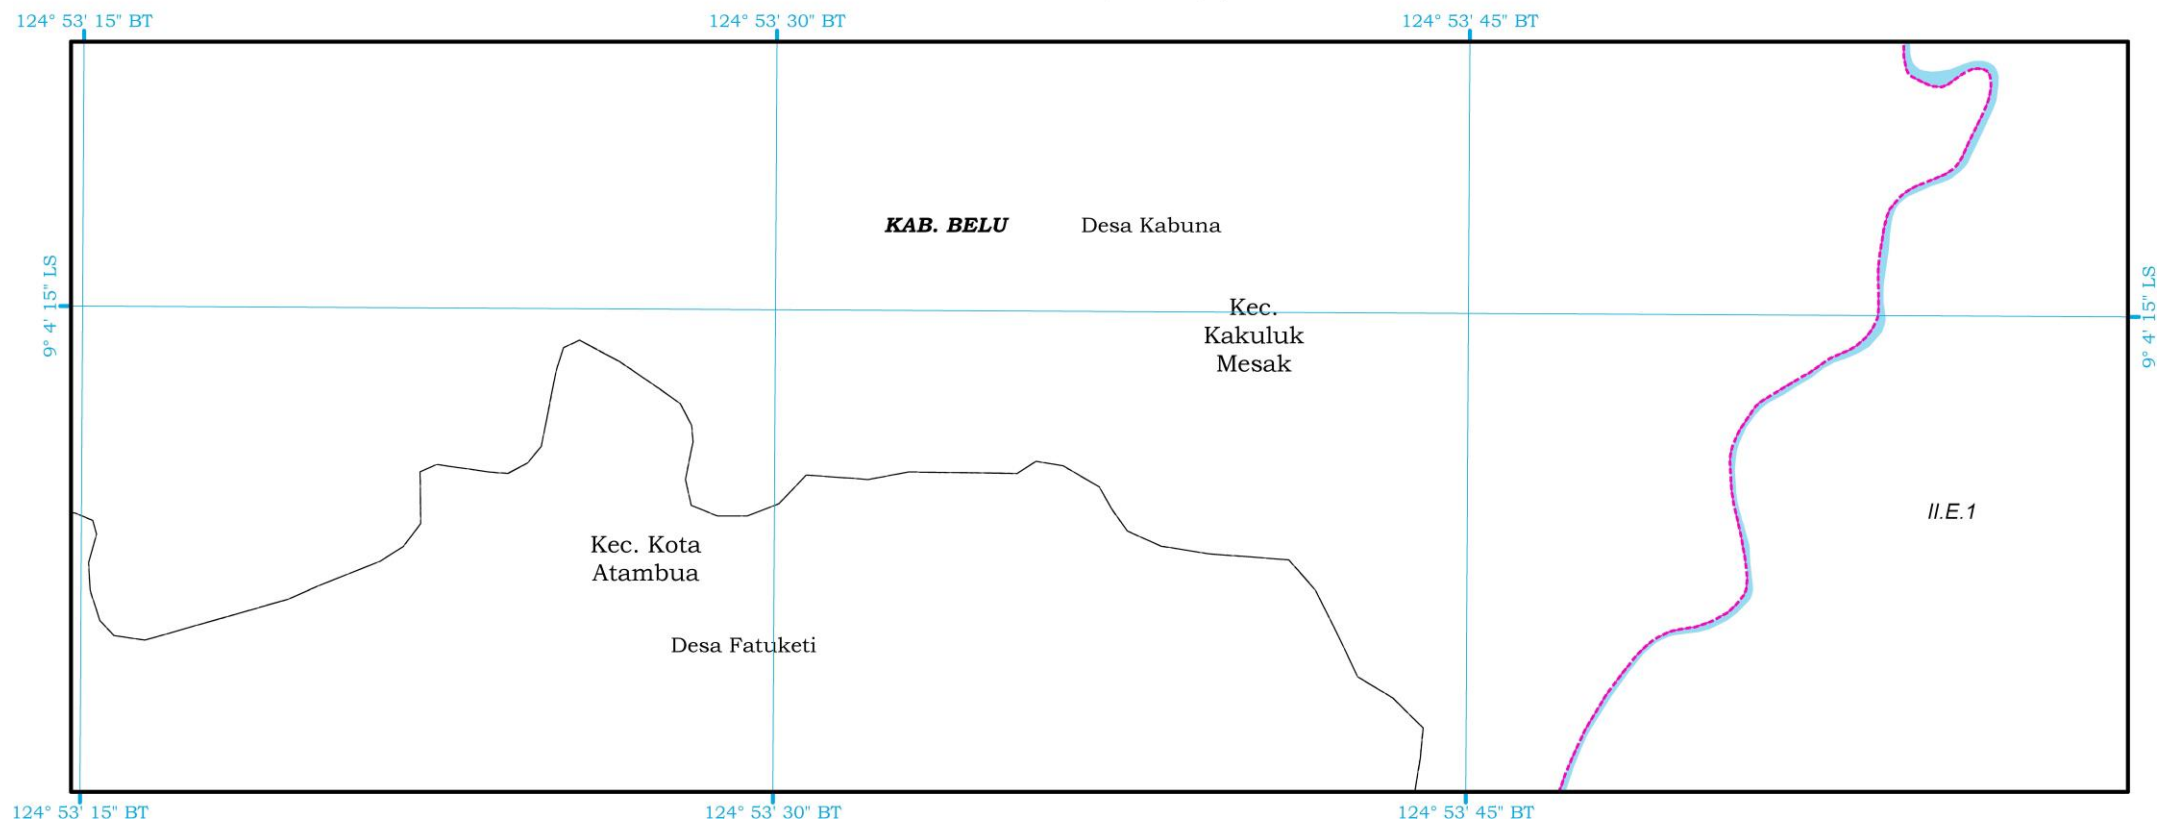 124° 53' 15" BT
124° 53' 30" BT
124° 53' 45" BT
KAB. BELU
Desa Kabuna
9° 4' 15" LS
9° 4' 15" LS
Kec.
Kakuluk
Mesak
II.E.1
Kec. Kota
Atambua
Desa Fatuketi
124° 53' 15" BT
124° 53' 30" BT
124° 53' 45" BT